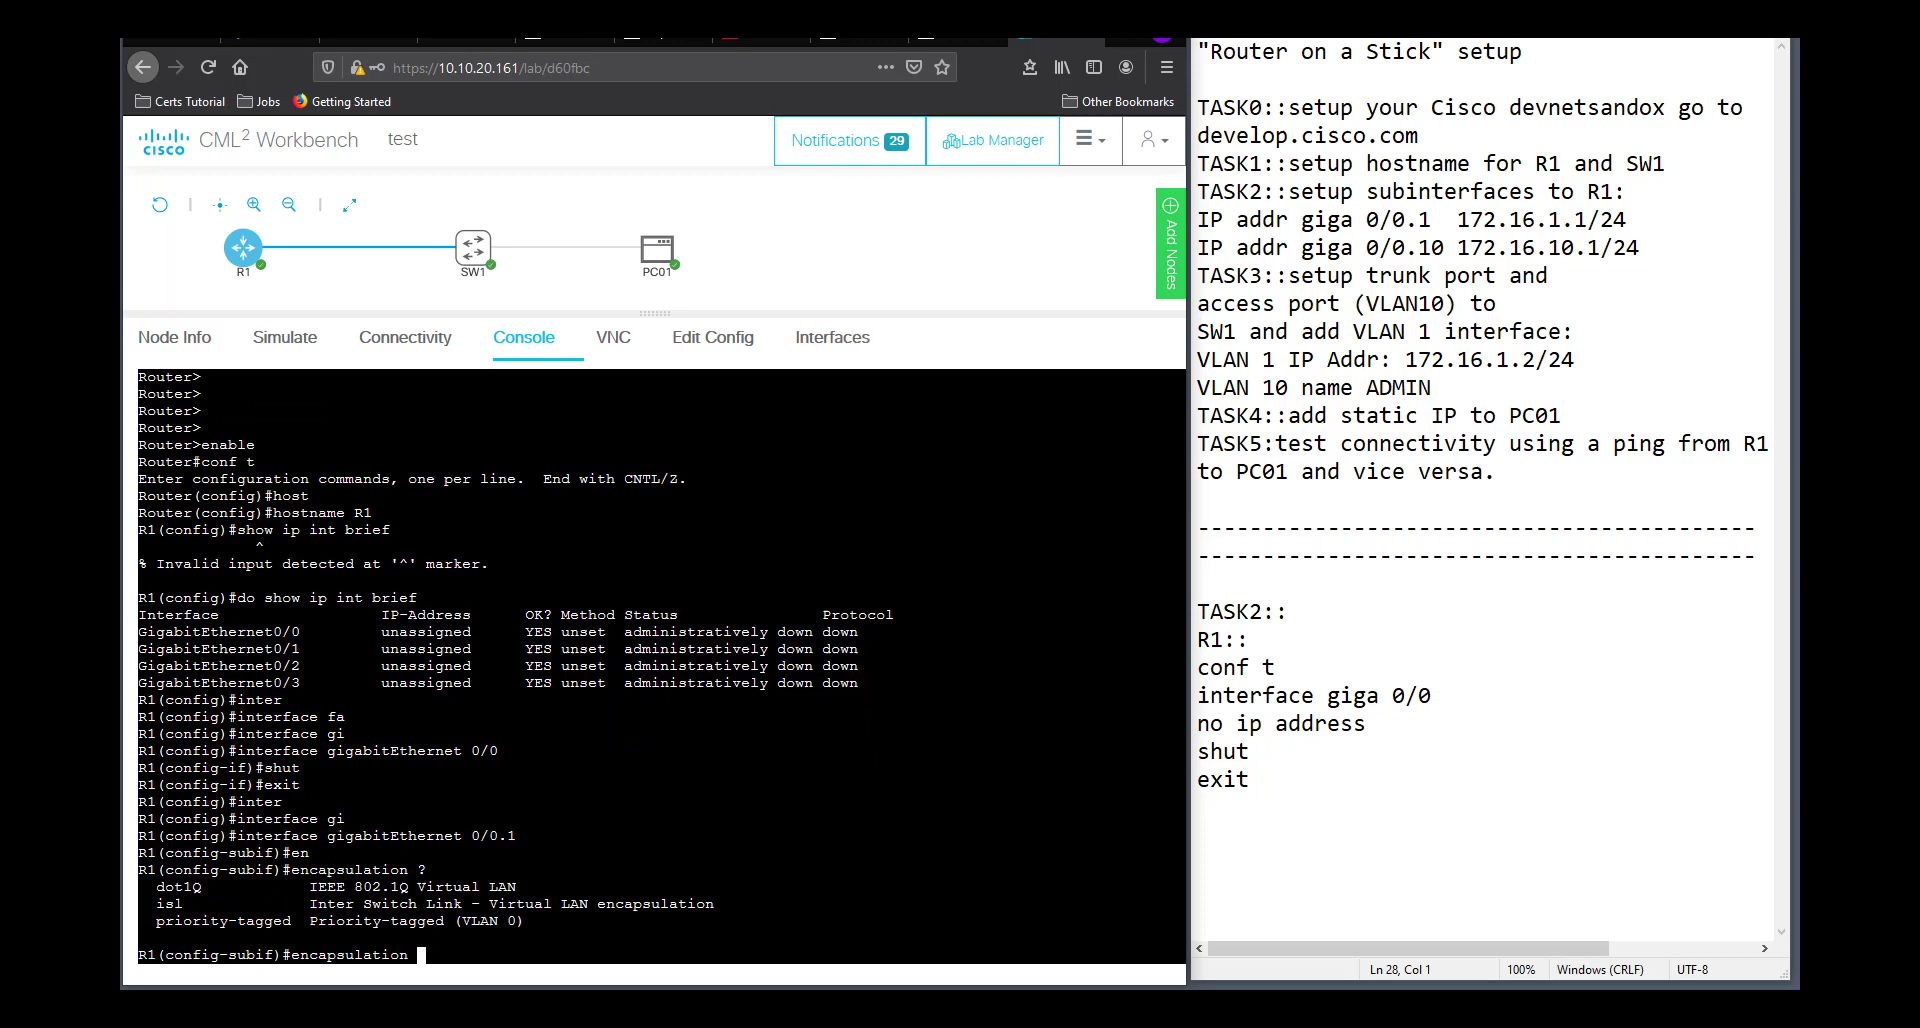 https://10.10.20.161/lab/d60fbc
Certs Tutorial
Jobs
Getting Started
Other Bookmarks
CISCO
CML2 Workbench
test
Notifications 29
Lab Manager
Add Nodes
R1
SW1
PC01
Node Info
Simulate
Connectivity
Console
VNC
Edit Config
Interfaces
Router>
Router>
Router>
Router>
Router>enable
Router#conf t
Enter configuration commands, one per line.  End with CNTL/Z.
Router(config)#host
Router(config)#hostname R1
R1(config)#show ip int brief
^
% Invalid input detected at '^' marker.
R1(config)#do show ip int brief
Interface IP-Address OK? Method Status Protocol
GigabitEthernet0/0 unassigned YES unset administratively down down
GigabitEthernet0/1 unassigned YES unset administratively down down
GigabitEthernet0/2 unassigned YES unset administratively down down
GigabitEthernet0/3 unassigned YES unset administratively down down
R1(config)#inter
R1(config)#interface fa
R1(config)#interface gi
R1(config)#interface gigabitEthernet 0/0
R1(config-if)#shut
R1(config-if)#exit
R1(config)#inter
R1(config)#interface gi
R1(config)#interface gigabitEthernet 0/0.1
R1(config-subif)#en
R1(config-subif)#encapsulation ?
dot1Q IEEE 802.1Q Virtual LAN
isl Inter Switch Link - Virtual LAN encapsulation
priority-tagged Priority-tagged (VLAN 0)
R1(config-subif)#encapsulation
"Router on a Stick" setup
TASK0::setup your Cisco devnetsandox go to
develop.cisco.com
TASK1::setup hostname for R1 and SW1
TASK2::setup subinterfaces to R1:
IP addr giga 0/0.1  172.16.1.1/24
IP addr giga 0/0.10 172.16.10.1/24
TASK3::setup trunk port and
access port (VLAN10) to
SW1 and add VLAN 1 interface:
VLAN 1 IP Addr: 172.16.1.2/24
VLAN 10 name ADMIN
TASK4::add static IP to PC01
TASK5:test connectivity using a ping from R1
to PC01 and vice versa.
-------------------------------------------
-------------------------------------------
TASK2::
R1::
conf t
interface giga 0/0
no ip address
shut
exit
Ln 28, Col 1
100%
Windows (CRLF)
UTF-8